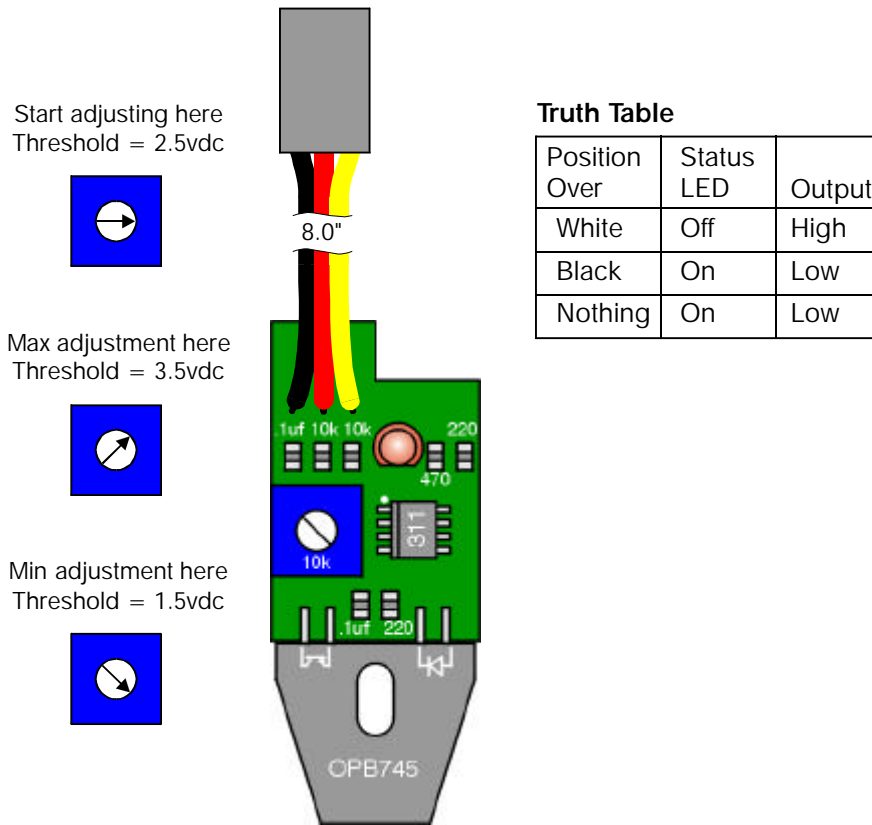 Start adjusting here
Threshold = 2.5vdc
Max adjustment here
Threshold = 3.5vdc
Min adjustment here
Threshold = 1.5vdc
8.0"
.1uf 10k 10k
220
470
311
10k
.1uf 220
OPB745
Truth Table
Position Over Status LED Output
White Off High
Black On Low
Nothing On Low